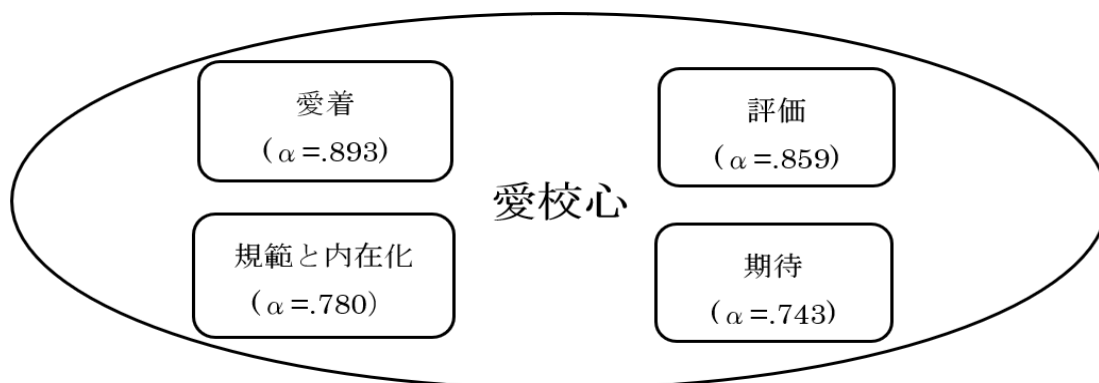 愛着
(α=.893)
評価
(α=.859)
愛校心
規範と内在化
(α=.780)
期待
(α=.743)